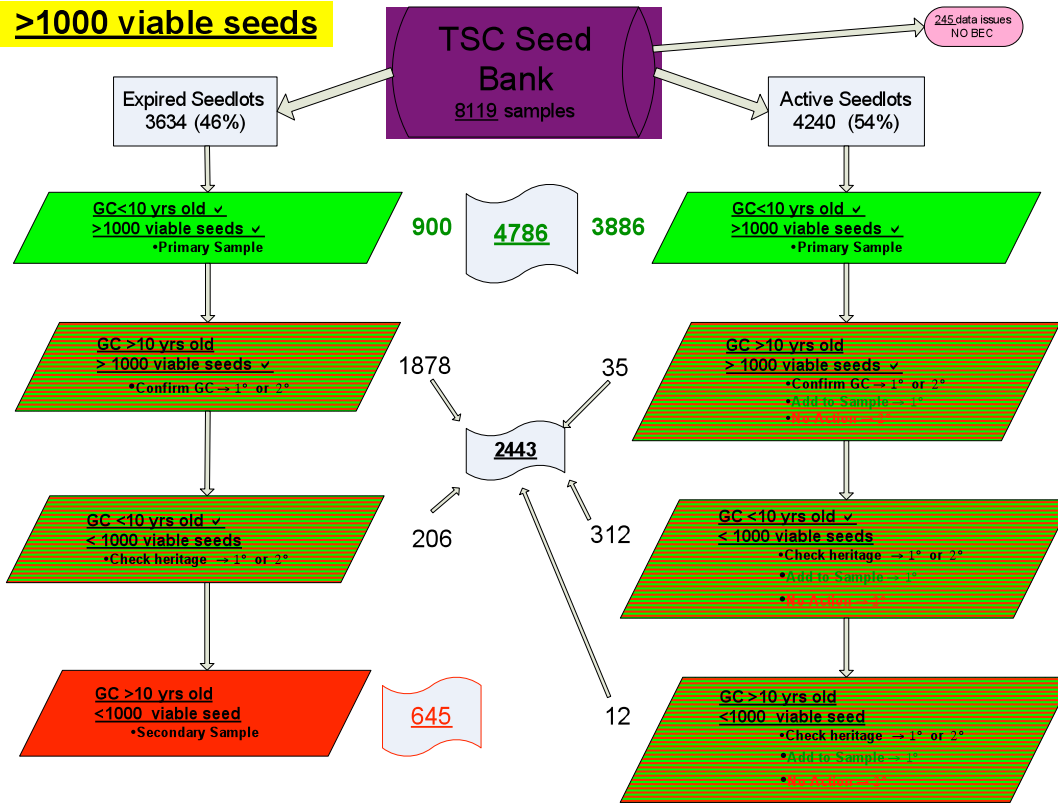 >1000 viable seeds
TSC Seed
Bank
8119 samples
245 data issues
NO BEC
Expired Seedlots
3634 (46%)
Active Seedlots
4240 (54%)
GC<10 yrs old ✓
>1000 viable seeds ✓
•Primary Sample
900
4786
3886
GC<10 yrs old ✓
>1000 viable seeds ✓
•Primary Sample
GC >10 yrs old
> 1000 viable seeds ✓
•Confirm GC → 1° or 2°
1878
35
GC >10 yrs old
> 1000 viable seeds ✓
•Confirm GC → 1° or 2°
•Add to Sample → 1°
•No Action → 2°
2443
GC <10 yrs old ✓
< 1000 viable seeds
•Check heritage → 1° or 2°
206
312
GC <10 yrs old ✓
< 1000 viable seeds
•Check heritage → 1° or 2°
•Add to Sample → 1°
•No Action → 2°
GC >10 yrs old
<1000 viable seed
•Secondary Sample
645
12
GC >10 yrs old
<1000 viable seed
•Check heritage → 1° or 2°
•Add to Sample → 1°
•No Action → 2°